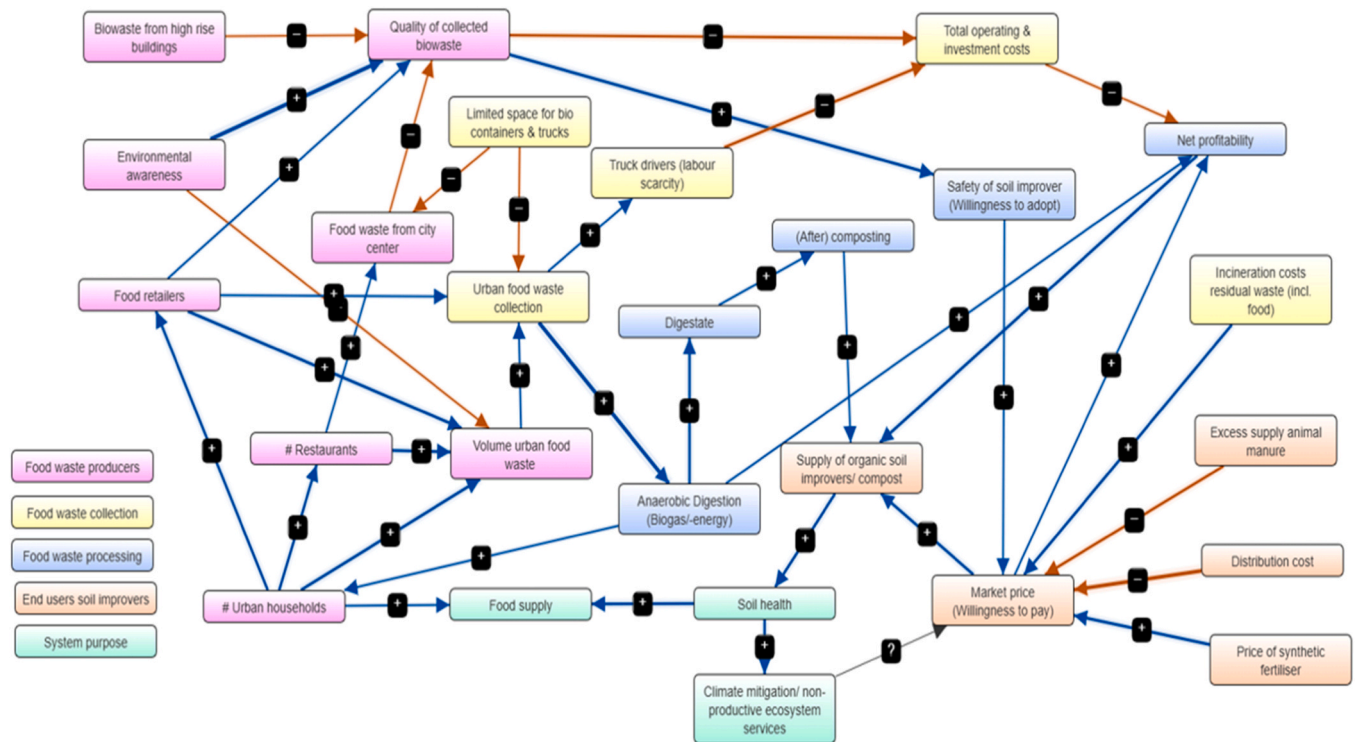 Biowaste from high rise
buildings
Quality of collected
biowaste
Total operating &
investment costs
Limited space for bio
containers & trucks
Net profitability
Environmental
awareness
Truck drivers (labour
scarcity)
Safety of soil improver
(Willingness to adopt)
Food waste from city
center
(After) composting
Food retailers
Urban food waste
collection
Digestate
Incineration costs
residual waste (incl.
food)
# Restaurants
Volume urban food
waste
Supply of organic soil
improvers/ compost
Excess supply animal
manure
Anaerobic Digestion
(Biogas/-energy)
Distribution cost
# Urban households
Food supply
Soil health
Market price
(Willingness to pay)
Price of synthetic
fertiliser
Climate mitigation/ non-
productive ecosystem
services
?
Food waste producers
Food waste collection
Food waste processing
End users soil improvers
System purpose